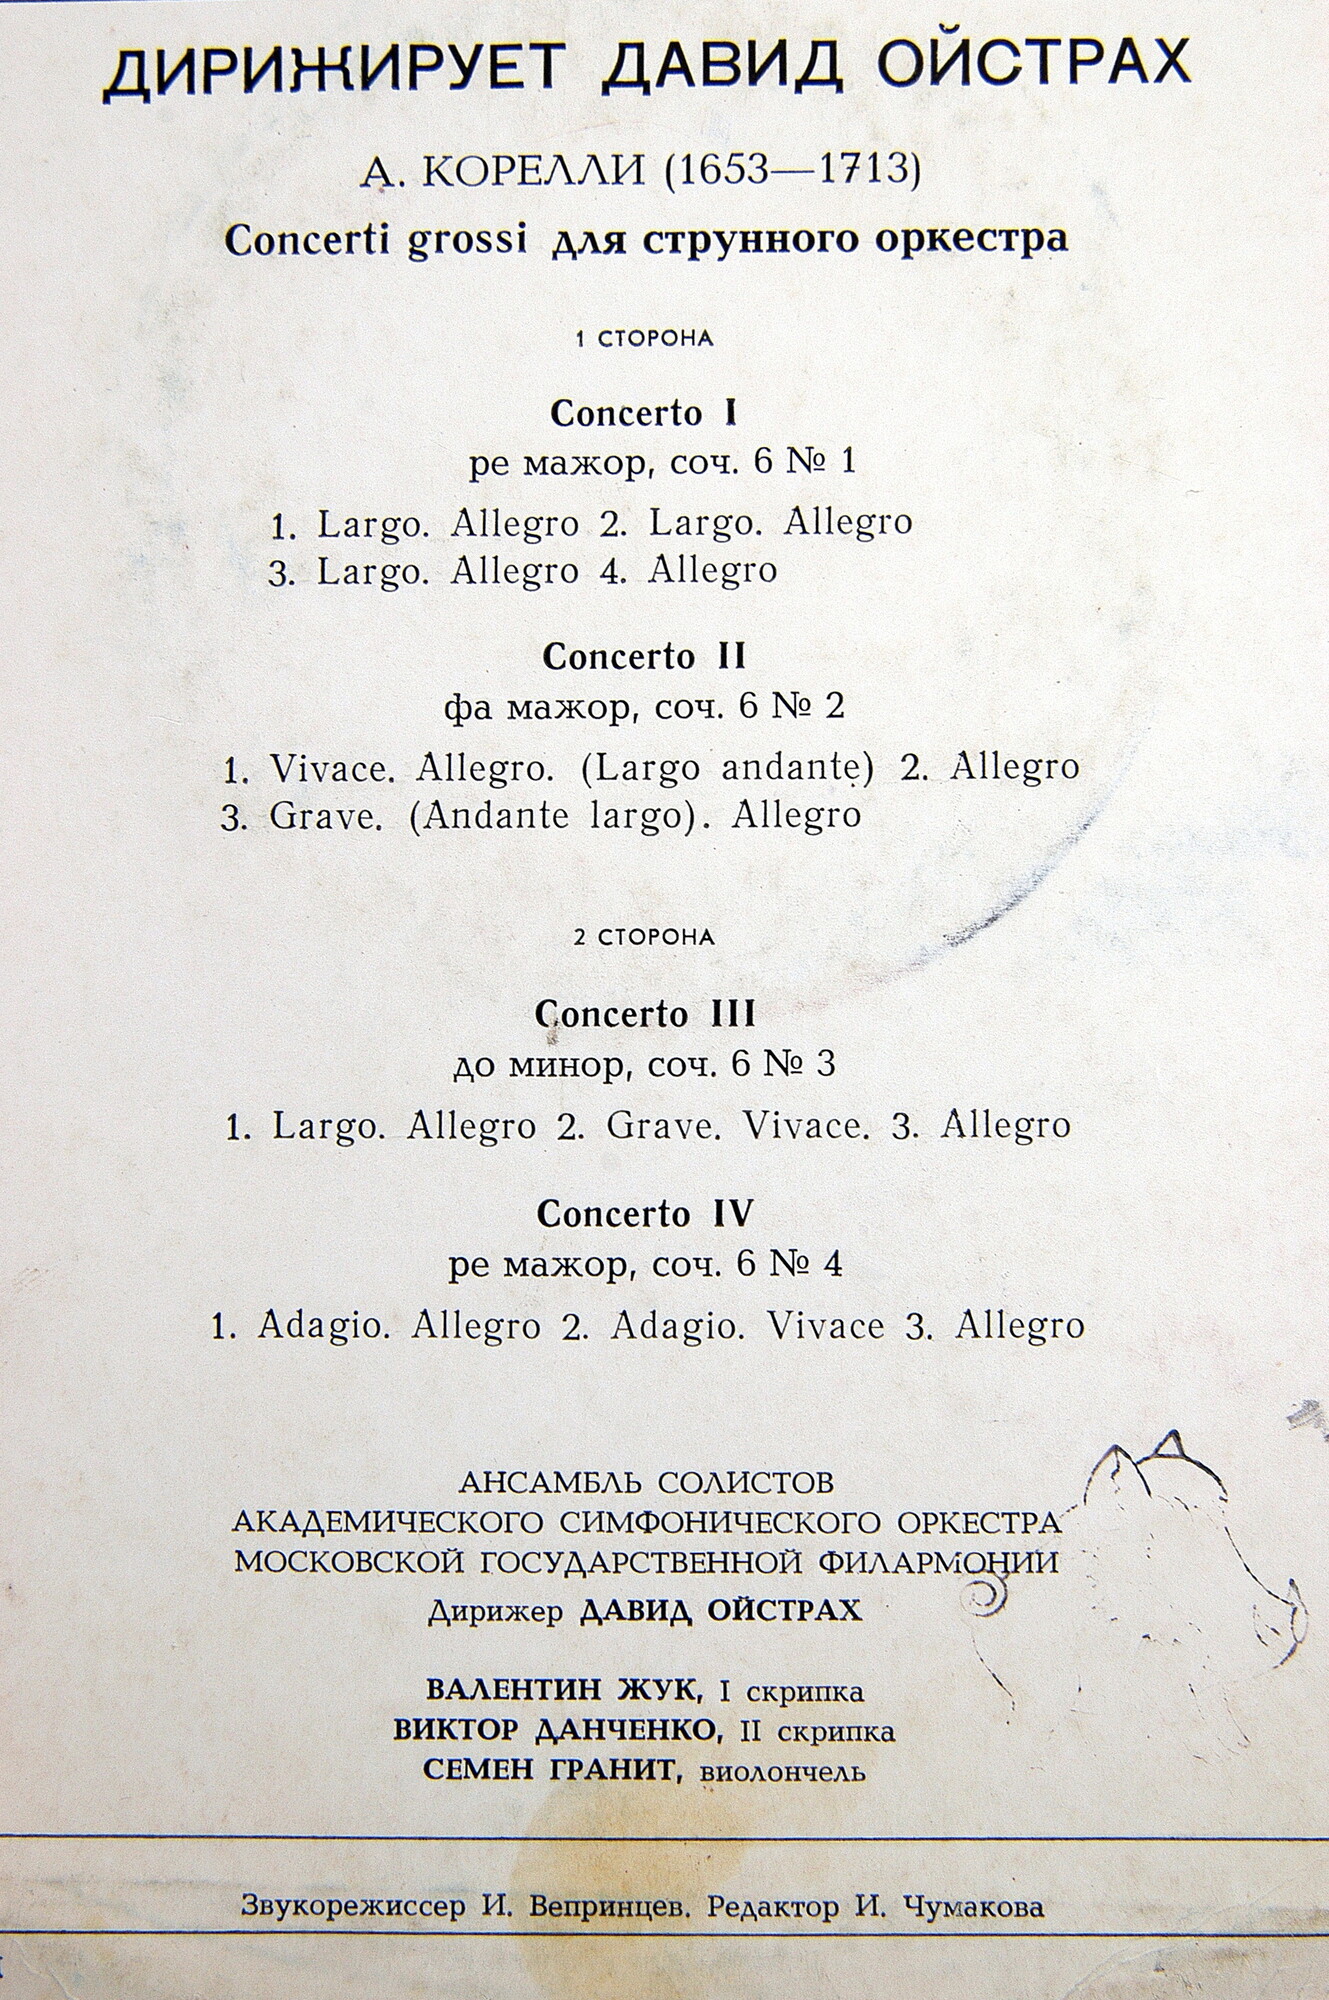 ДИРИЖИРУЕТ ДАВИД ОЙСТРАХ
А. КОРЕЛЛИ (1653—1713)
Concerti grossi для струнного оркестра
1 СТОРОНА
Concerto I
ре мажор, соч. 6 № 1
1. Largo. Allegro 2. Largo. Allegro
3. Largo. Allegro 4. Allegro
Concerto II
фа мажор, соч. 6 № 2
1. Vivace. Allegro. (Largo andante) 2. Allegro
3. Grave. (Andante largo). Allegro
2 СТОРОНА
Concerto III
до минор, соч. 6 № 3
1. Largo. Allegro 2. Grave. Vivace. 3. Allegro
Concerto IV
ре мажор, соч. 6 № 4
1. Adagio. Allegro 2. Adagio. Vivace 3. Allegro
АНСАМБЛЬ СОЛИСТОВ
АКАДЕМИЧЕСКОГО СИМФОНИЧЕСКОГО ОРКЕСТРА
МОСКОВСКОЙ ГОСУДАРСТВЕННОЙ ФИЛАРМОНИИ
Дирижер ДАВИД ОЙСТРАХ
ВАЛЕНТИН ЖУК, I скрипка
ВИКТОР ДАНЧЕНКО, II скрипка
СЕМЕН ГРАНИТ, виолончель
Звукорежиссер И. Вепринцев. Редактор И. Чумакова